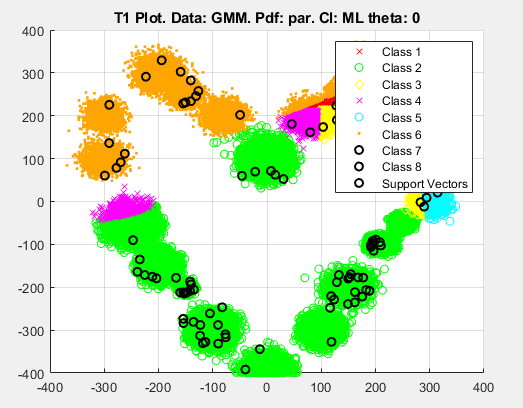 T1 Plot. Data: GMM. Pdf: par. Cl: ML theta: 0
400
300
200
100
0
-100
-200
-300
-400
-400
-300
-200
-100
0
100
200
300
400
Class 1
Class 2
Class 3
Class 4
Class 5
Class 6
Class 7
Class 8
Support Vectors